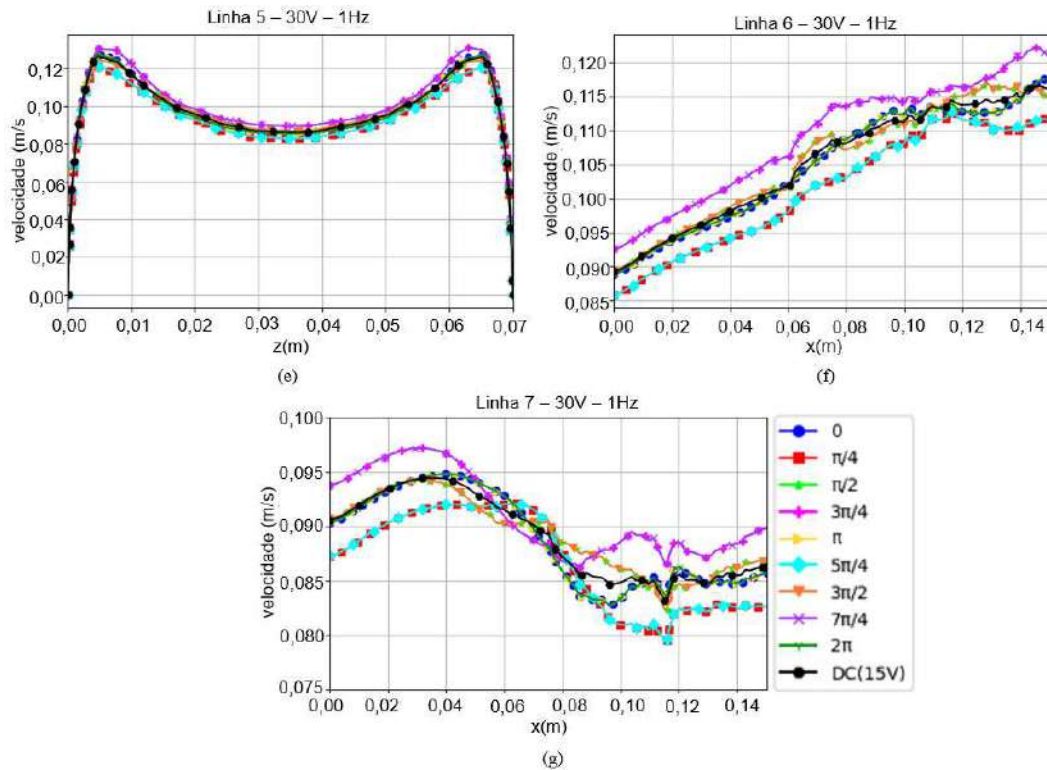 Linha 5 – 30V – 1Hz
velocidade (m/s)
0,12
0,10
0,08
0,06
0,04
0,02
0,00
0,00 0,01 0,02 0,03 0,04 0,05 0,06 0,07
z(m)
(e)
Linha 6 – 30V – 1Hz
velocidade (m/s)
0,120
0,115
0,110
0,105
0,100
0,095
0,090
0,085
0,00 0,02 0,04 0,06 0,08 0,10 0,12 0,14
x(m)
(f)
Linha 7 – 30V – 1Hz
velocidade (m/s)
0,100
0,095
0,090
0,085
0,080
0,075
0,00 0,02 0,04 0,06 0,08 0,10 0,12 0,14
x(m)
(g)
0
π/4
π/2
3π/4
π
5π/4
3π/2
7π/4
2π
DC(15V)